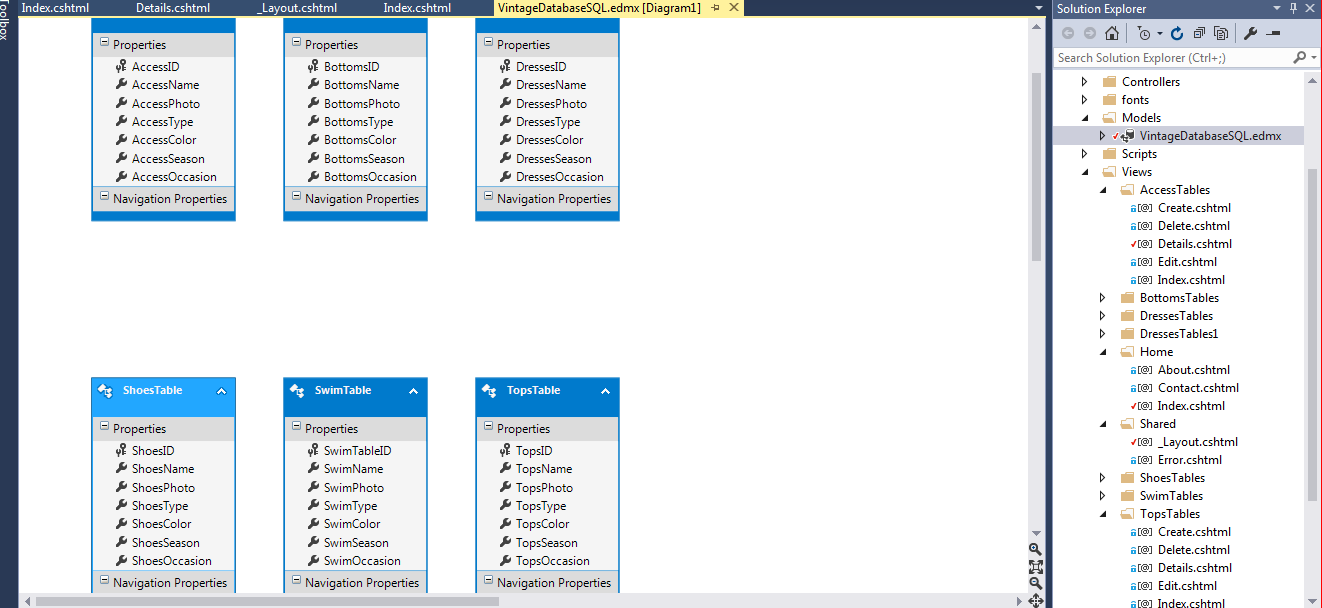 Toolbox
Index.cshtml Details.cshtml _Layout.cshtml Index.cshtml VintageDatabaseSQL.edmx [Diagram1]
Properties
AccessID
AccessName
AccessPhoto
AccessType
AccessColor
AccessSeason
AccessOccasion
Navigation Properties
Properties
BottomsID
BottomsName
BottomsPhoto
BottomsType
BottomsColor
BottomsSeason
BottomsOccasion
Navigation Properties
Properties
DressesID
DressesName
DressesPhoto
DressesType
DressesColor
DressesSeason
DressesOccasion
Navigation Properties
ShoesTable
Properties
ShoesID
ShoesName
ShoesPhoto
ShoesType
ShoesColor
ShoesSeason
ShoesOccasion
Navigation Properties
SwimTable
Properties
SwimTableID
SwimName
SwimPhoto
SwimType
SwimColor
SwimSeason
SwimOccasion
Navigation Properties
TopsTable
Properties
TopsID
TopsName
TopsPhoto
TopsType
TopsColor
TopsSeason
TopsOccasion
Navigation Properties
Solution Explorer
Search Solution Explorer (Ctrl+;)
Controllers
fonts
Models
VintageDatabaseSQL.edmx
Scripts
Views
AccessTables
Create.cshtml
Delete.cshtml
Details.cshtml
Edit.cshtml
Index.cshtml
BottomsTables
DressesTables
DressesTables1
Home
About.cshtml
Contact.cshtml
Index.cshtml
Shared
_Layout.cshtml
Error.cshtml
ShoesTables
SwimTables
TopsTables
Create.cshtml
Delete.cshtml
Details.cshtml
Edit.cshtml
Index.cshtml